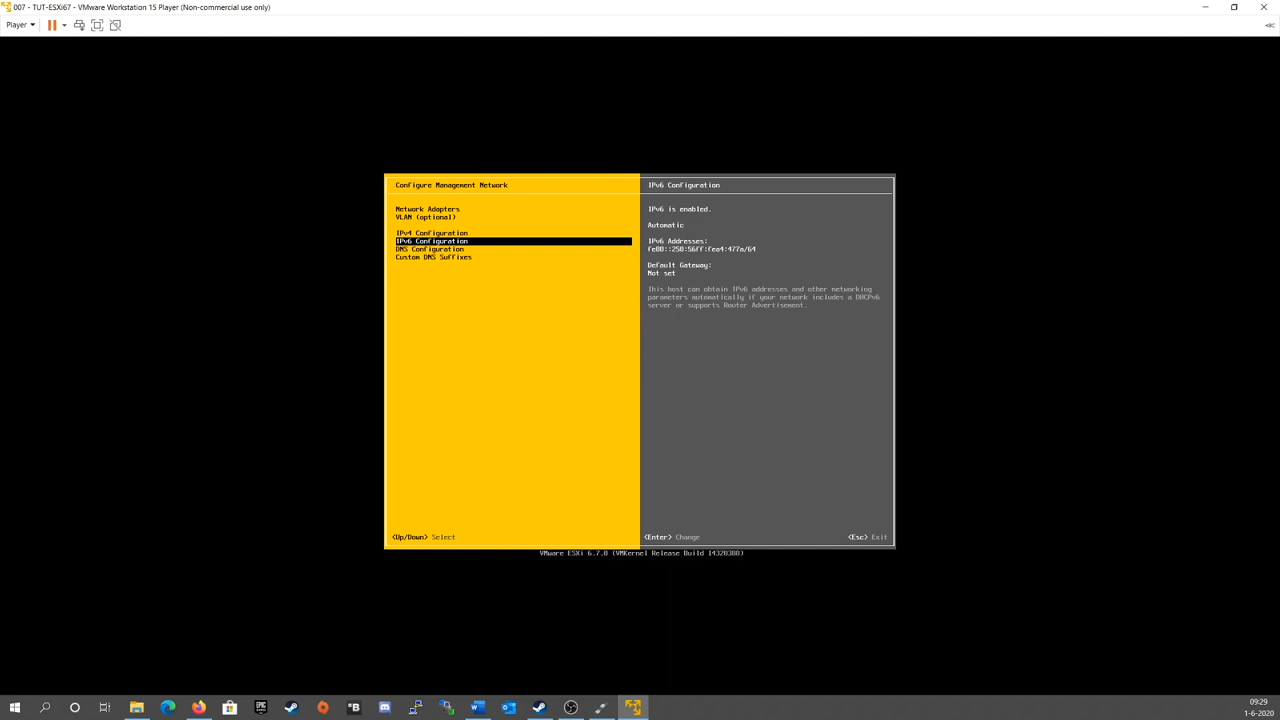 007 - TUT-ESXi67 - VMware Workstation 15 Player (Non-commercial use only)
Player
Configure Management Network
Network Adapters
VLAN (optional)
IPv4 Configuration
IPv6 Configuration
DNS Configuration
Custom DNS Suffixes
<Up/Down> Select
IPv6 Configuration
IPv6 is enabled.
Automatic
IPv6 Addresses:
fe80::250:56ff:fea4:477a/64
Default Gateway:
Not set
This host can obtain IPv6 addresses and other networking
parameters automatically if your network includes a DHCPv6
server or supports Router Advertisement.
<Enter> Change
<Esc> Exit
VMware ESXi 6.7.0 (VMKernel Release Build 14320388)
EPIC
GAMES
*B
09:29
1-6-2020